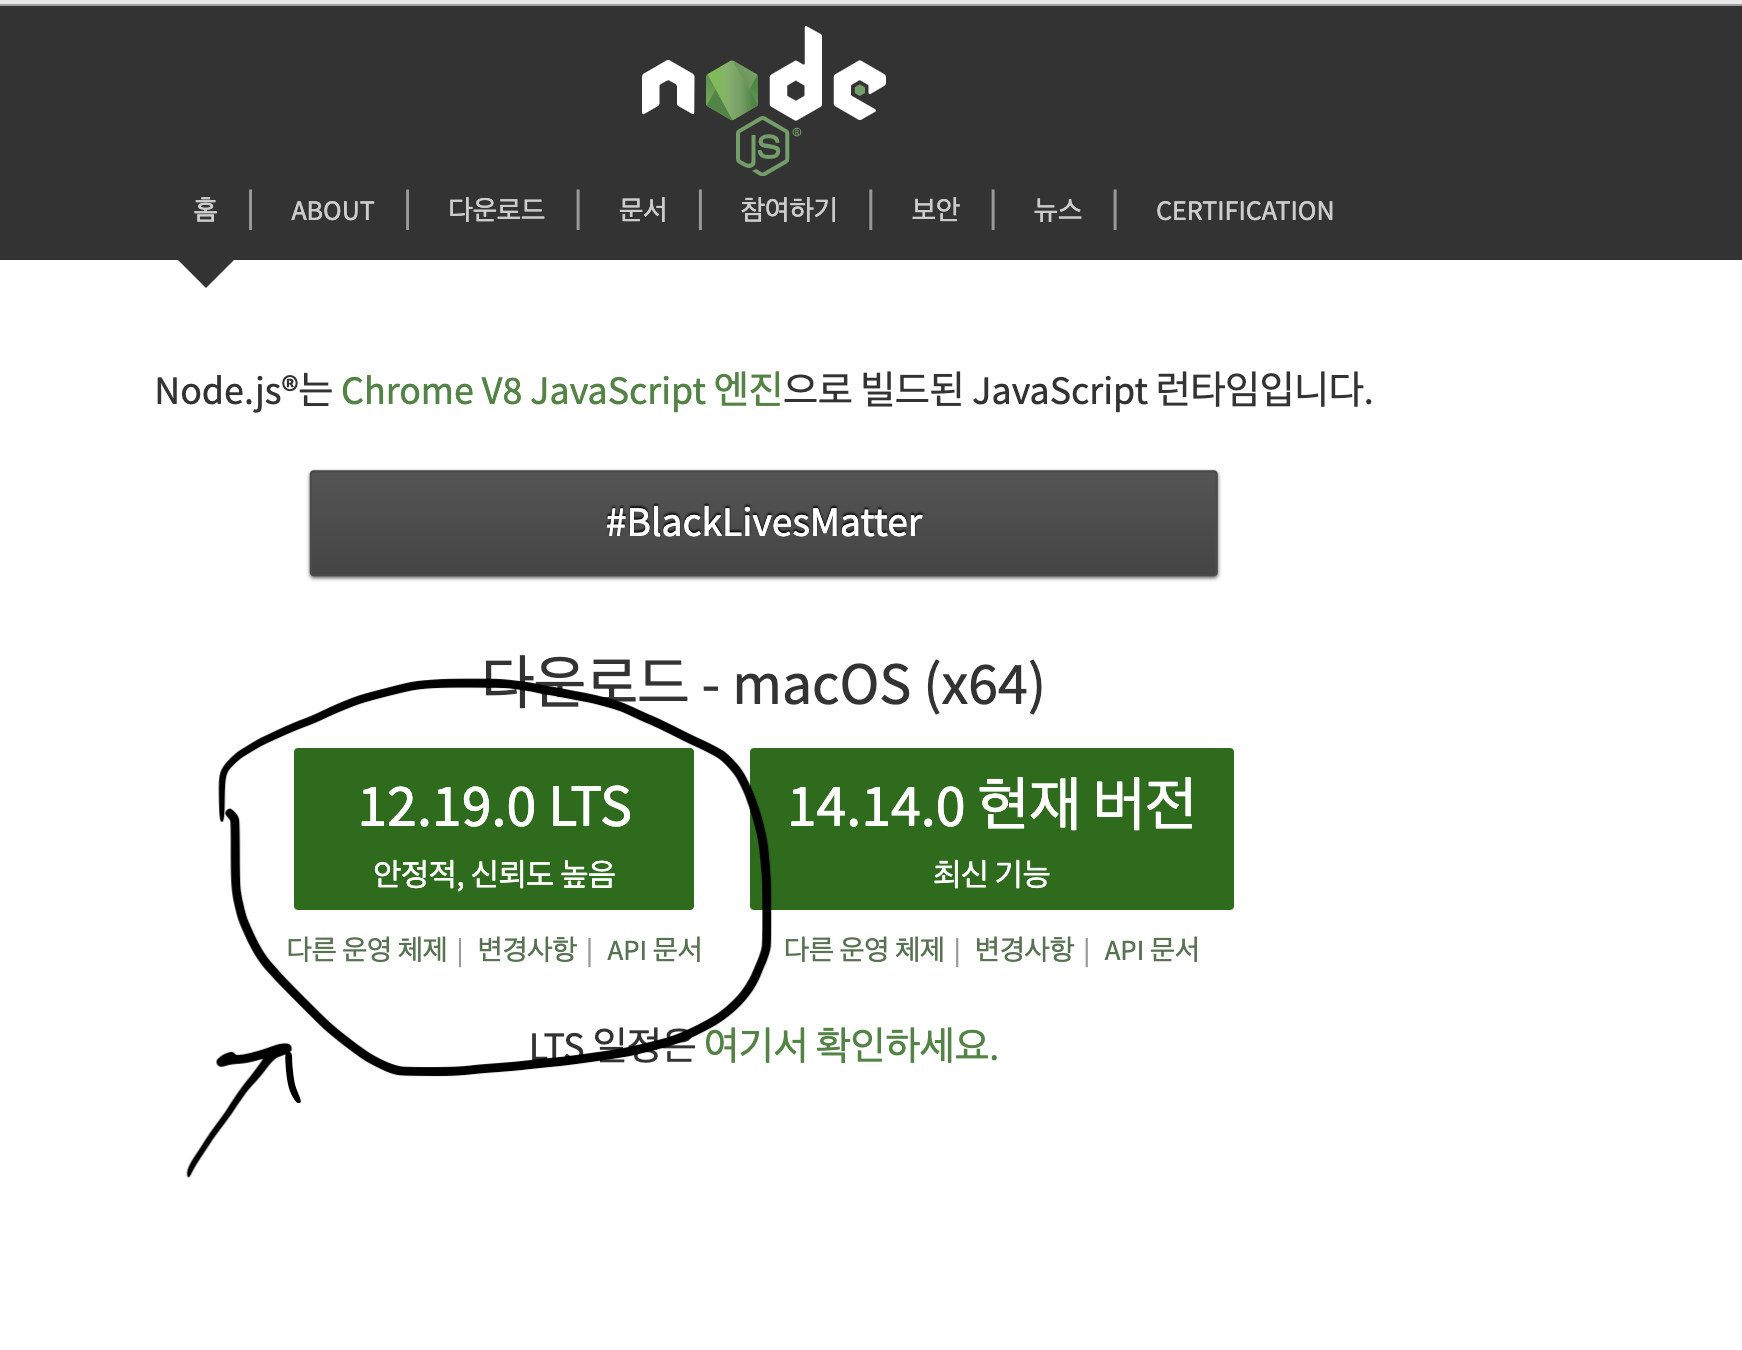 node
JS®
홈 | ABOUT | 다운로드 | 문서 | 참여하기 | 보안 | 뉴스 | CERTIFICATION
Node.js®는 Chrome V8 JavaScript 엔진으로 빌드된 JavaScript 런타임입니다.
#BlackLivesMatter
다운로드 - macOS (x64)
12.19.0 LTS
안정적, 신뢰도 높음
다른 운영 체제 | 변경사항 | API 문서
14.14.0 현재 버전
최신 기능
다른 운영 체제 | 변경사항 | API 문서
LTS 일정은 여기서 확인하세요.